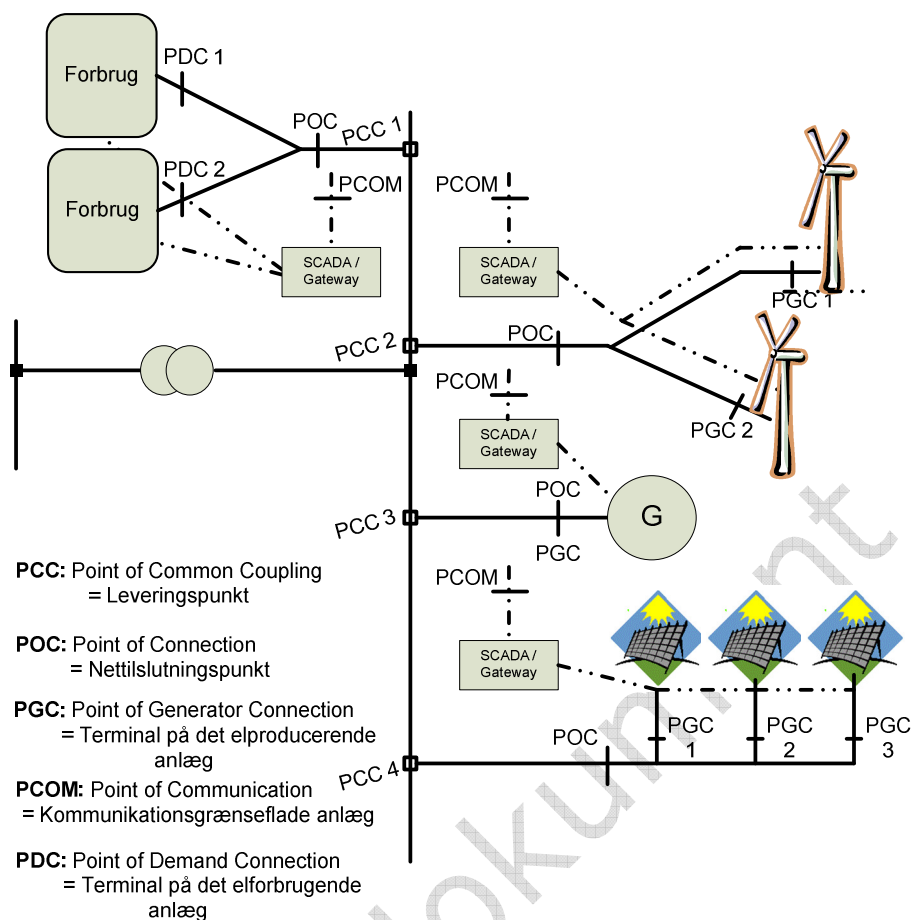 Forbrug
PDC 1
POC
PCC 1
Forbrug
PDC 2
PCOM
SCADA /
Gateway
PCOM
SCADA /
Gateway
PGC 1
PCC 2
POC
PGC 2
PCOM
SCADA /
Gateway
POC
G
PCC 3
PGC
PCOM
SCADA /
Gateway
PGC
1
PGC
2
PGC
3
POC
PCC 4
PCC: Point of Common Coupling
= Leveringspunkt
POC: Point of Connection
= Nettilslutningspunkt
PGC: Point of Generator Connection
= Terminal på det elproducerende
anlæg
PCOM: Point of Communication
= Kommunikationsgrænseflade anlæg
PDC: Point of Demand Connection
= Terminal på det elforbrugende
anlæg
dokument